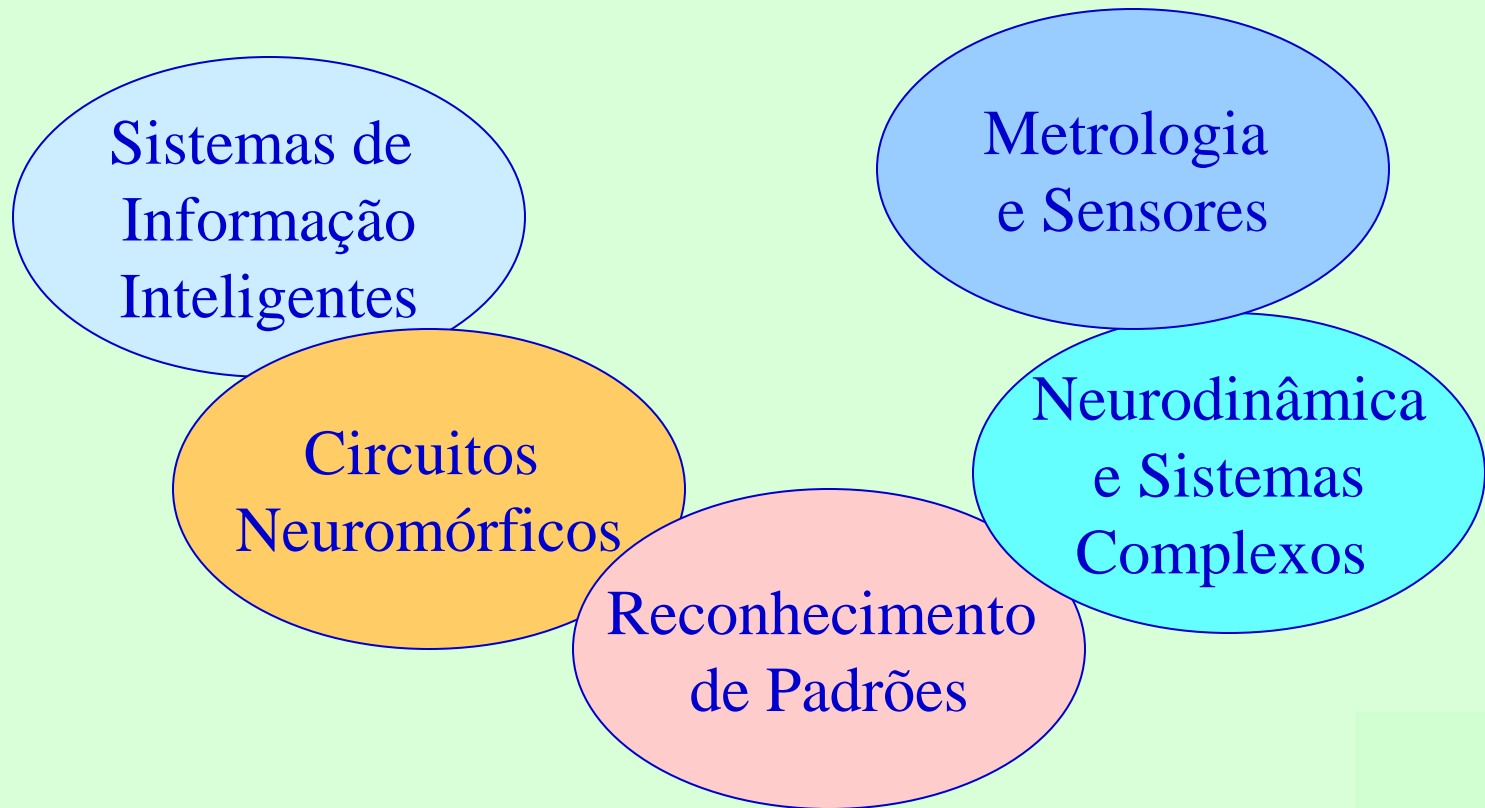 Sistemas de
Informação
Inteligentes
Metrologia
e Sensores
Circuitos
Neuromórficos
Neurodinâmica
e Sistemas
Complexos
Reconhecimento
de Padrões